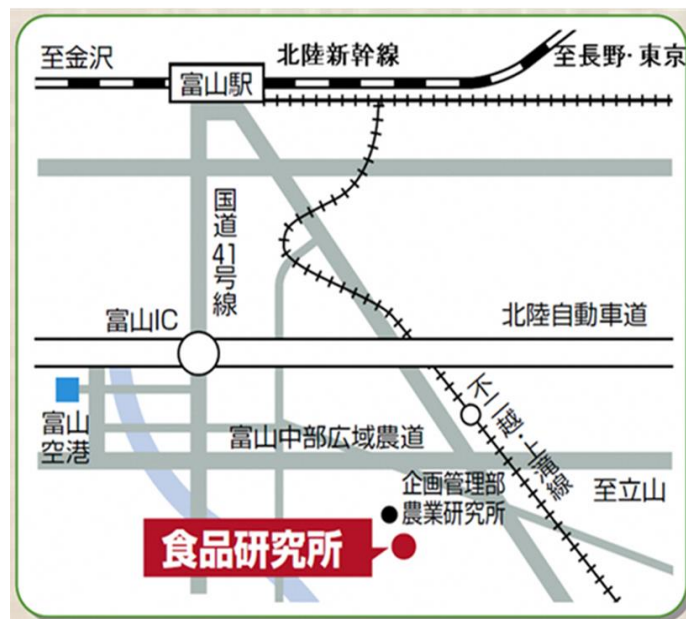 至金沢
北陸新幹線
至長野・東京
富山駅
国道41号線
富山IC
北陸自動車道
富山
空港
富山中部広域農道
不二越・上滝線
企画管理部
農業研究所
至立山
食品研究所